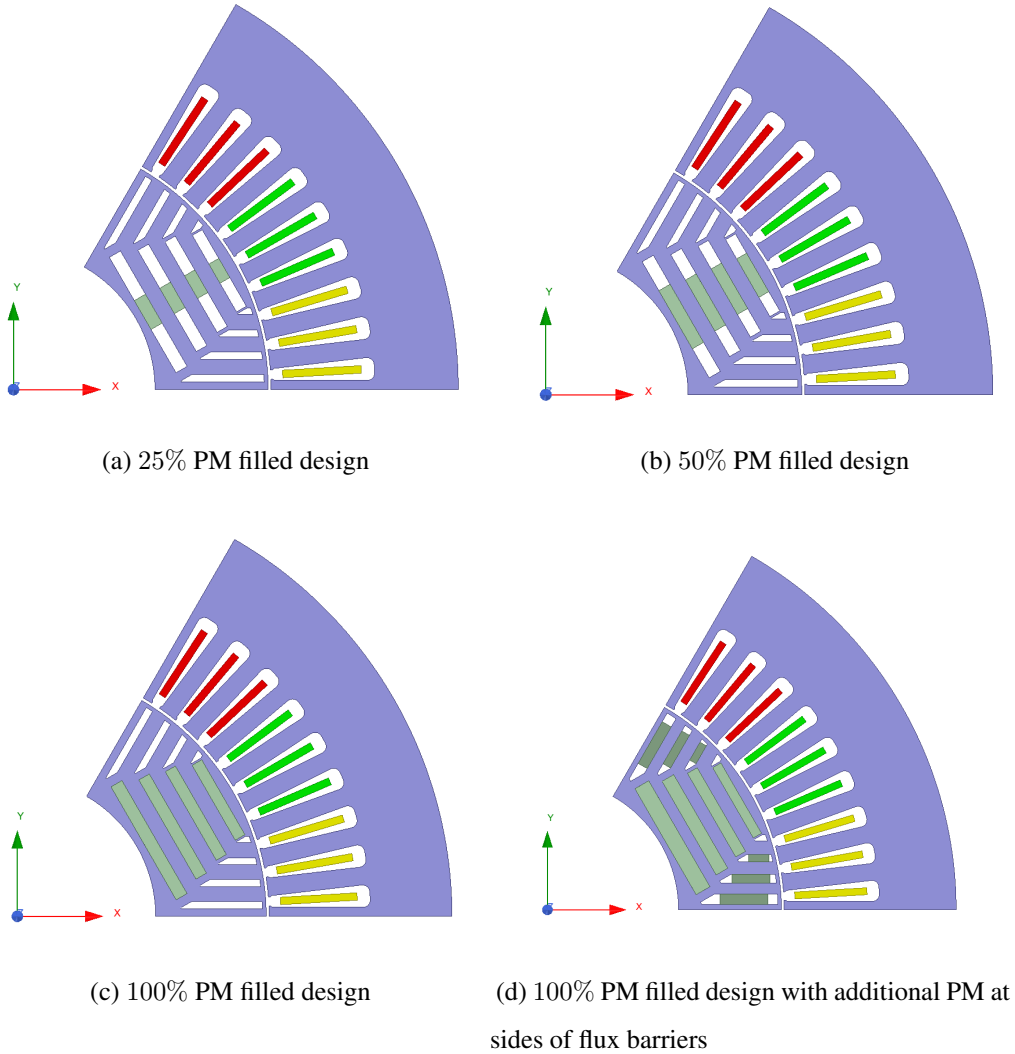 Y
X
Y
X
(a) 25% PM filled design
(b) 50% PM filled design
Y
X
Y
X
Z
(c) 100% PM filled design
(d) 100% PM filled design with additional PM at
sides of flux barriers